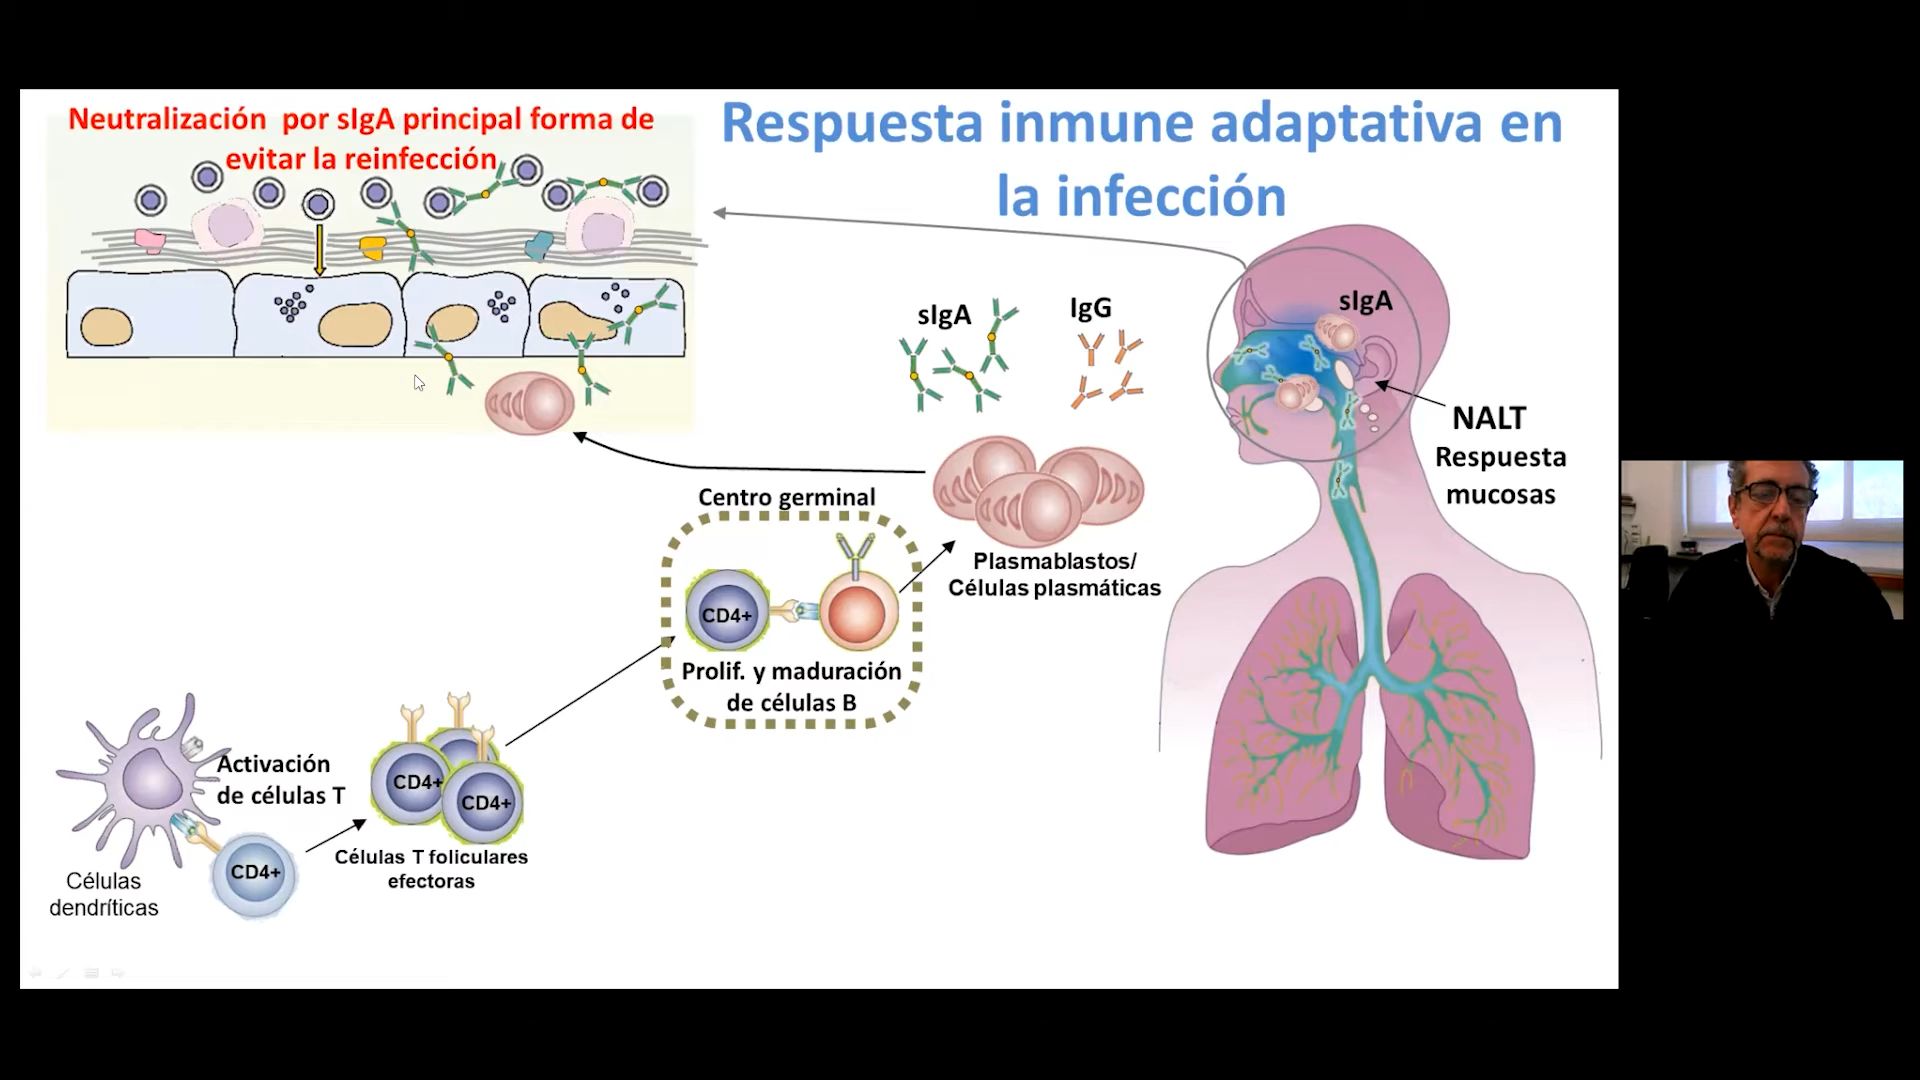 Neutralización por sIgA principal forma de
evitar la reinfección
Respuesta inmune adaptativa en
la infección
sIgA
IgG
sIgA
NALT
Respuesta
mucosas
Centro germinal
CD4+
Prolif. y maduración
de células B
Plasmablastos/
Células plasmáticas
Activación
de células T
CD4+
CD4+
CD4+
Células T foliculares
efectoras
Células
dendríticas